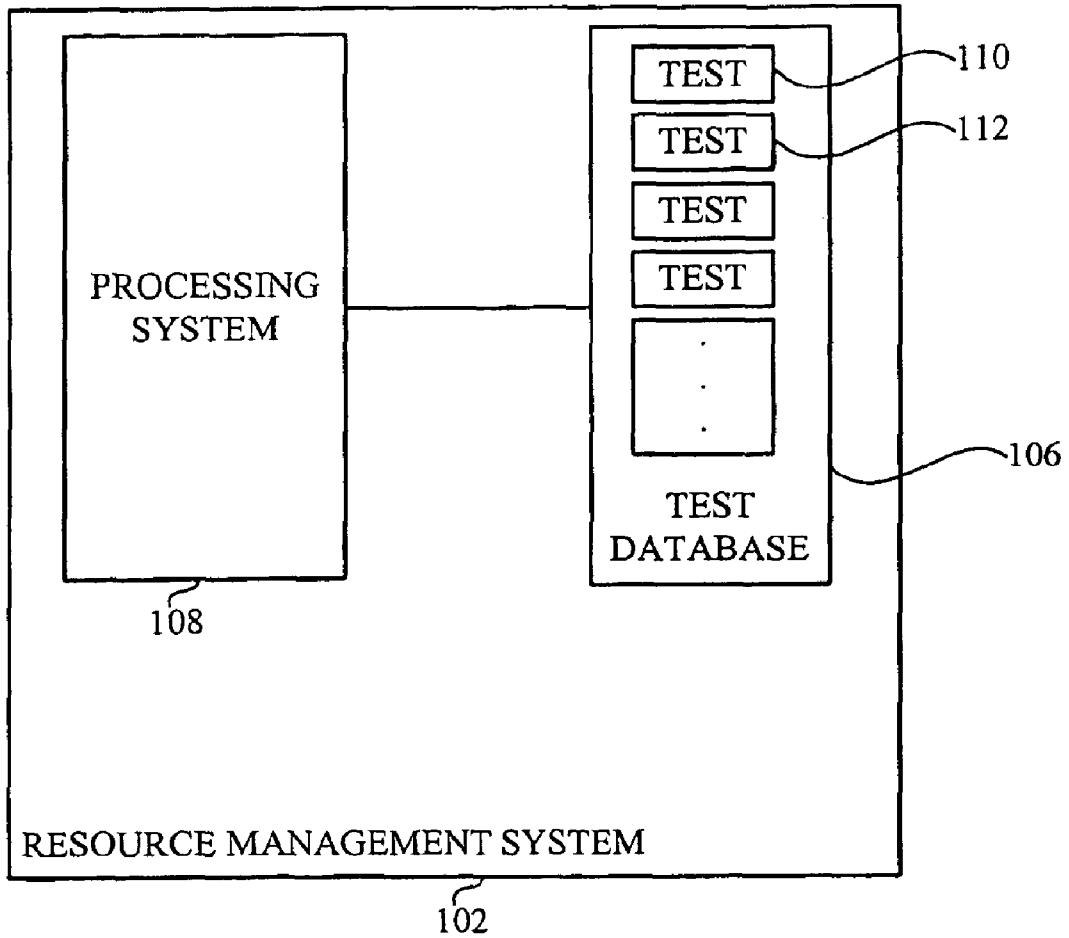 TEST
110
TEST
112
TEST
TEST
PROCESSING
SYSTEM
.
.
.
106
TEST
DATABASE
108
RESOURCE MANAGEMENT SYSTEM
102